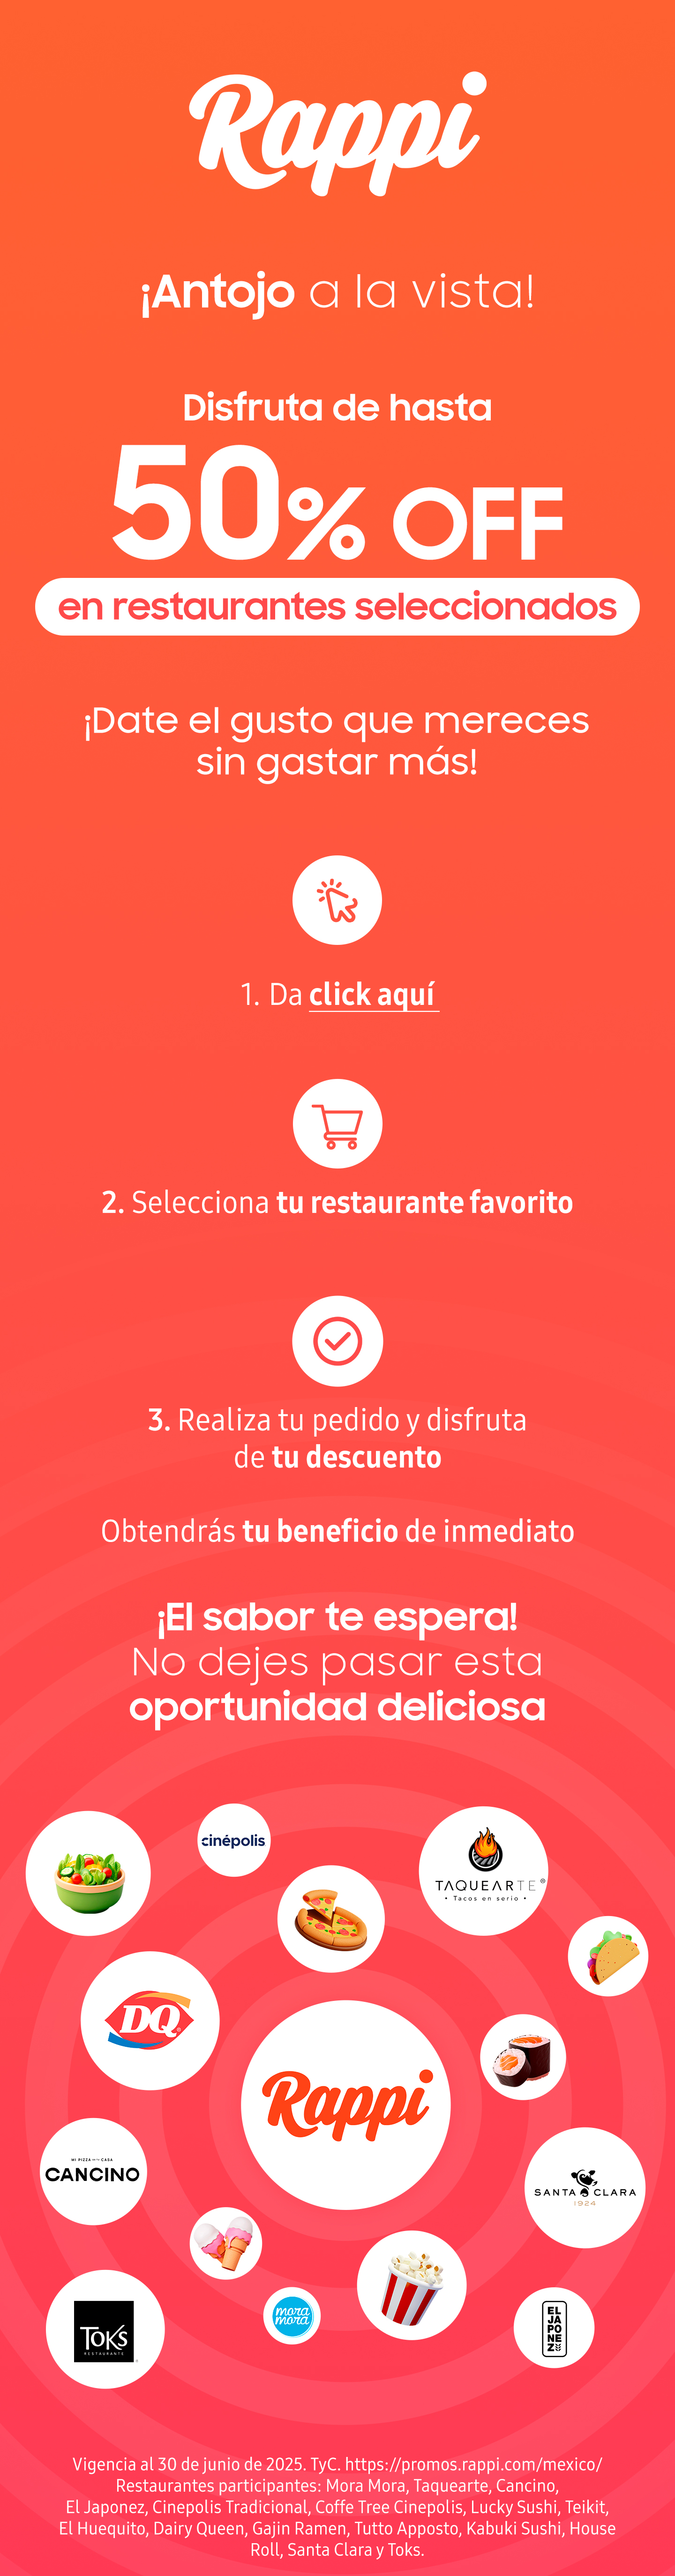 Rappi
¡Antojo a la vista!
Disfruta de hasta
50% OFF
en restaurantes seleccionados
¡Date el gusto que mereces
sin gastar más!
1. Da click aquí
2. Selecciona tu restaurante favorito
3. Realiza tu pedido y disfruta
de tu descuento
Obtendrás tu beneficio de inmediato
¡El sabor te espera!
No dejes pasar esta
oportunidad deliciosa
cinépolis
TAQUEARTE®
• Tacos en serio •
DQ
Rappi
MI PIZZA EN TU CASA
CANCINO
SANTA CLARA
1924
TOKS
RESTAURANTE
mora
mora
EL
JA
PO
NE
Z
Vigencia al 30 de junio de 2025. TyC. https://promos.rappi.com/mexico/
Restaurantes participantes: Mora Mora, Taquearte, Cancino,
El Japonez, Cinepolis Tradicional, Coffe Tree Cinepolis, Lucky Sushi, Teikit,
El Huequito, Dairy Queen, Gajin Ramen, Tutto Apposto, Kabuki Sushi, House
Roll, Santa Clara y Toks.